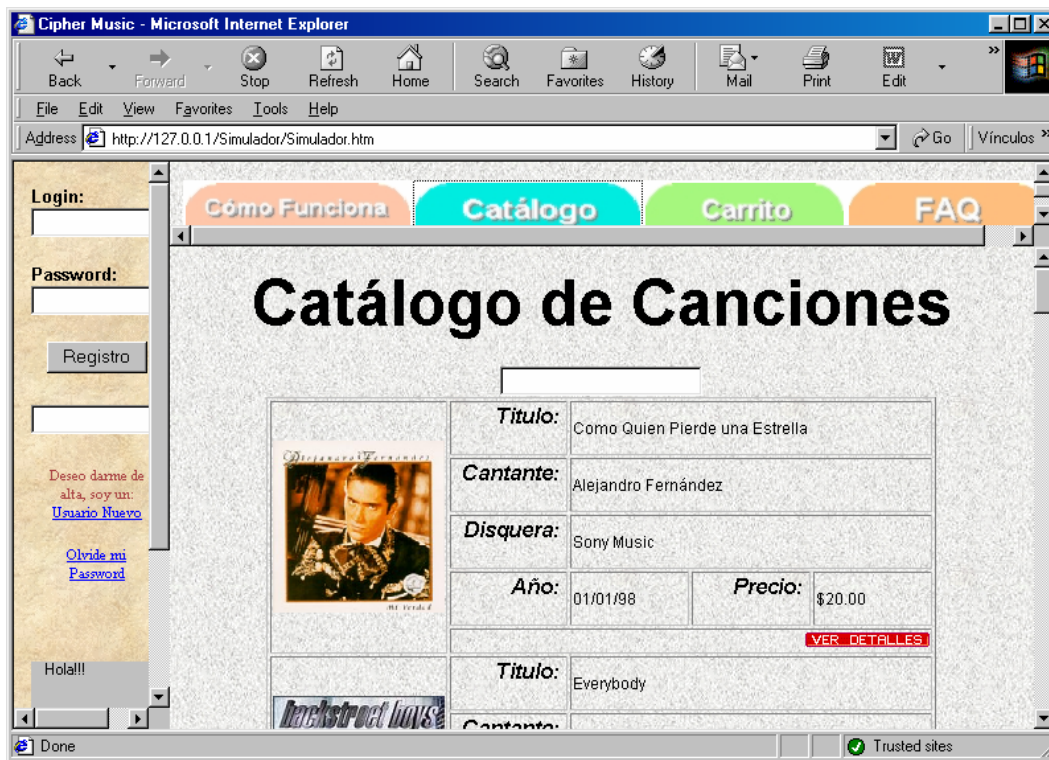 Cipher Music - Microsoft Internet Explorer
Back Forward Stop Refresh Home Search Favorites History Mail Print Edit »
File Edit View Favorites Tools Help
Address http://127.0.0.1/Simulador/Simulador.htm Go Vínculos »
Login:
Password:
Registro
Deseo darme de
alta, soy un:
Usuario Nuevo
Olvide mi
Password
Hola!!!
Cómo Funciona Catálogo Carrito FAQ
Catálogo de Canciones
Alejandro Fernandez
Titulo: Como Quien Pierde una Estrella
Cantante: Alejandro Fernández
Disquera: Sony Music
Año: 01/01/98 Precio: $20.00
VER DETALLES
backstreet boys
Titulo: Everybody
Cantante:
Done Trusted sites